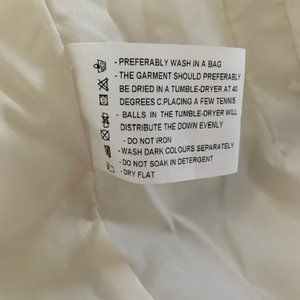 - PREFERABLY WASH IN A BAG
- THE GARMENT SHOULD PREFERABLY
BE DRIED IN A TUMBLE-DRYER AT 40
DEGREES C.PLACING A FEW TENNIS
- BALLS IN THE TUMBLE-DRYER WILL
DISTRIBUTE THE DOWN EVENLY
- DO NOT IRON
- WASH DARK COLOURS SEPARATELY
- DO NOT SOAK IN DETERGENT
-DRY FLAT